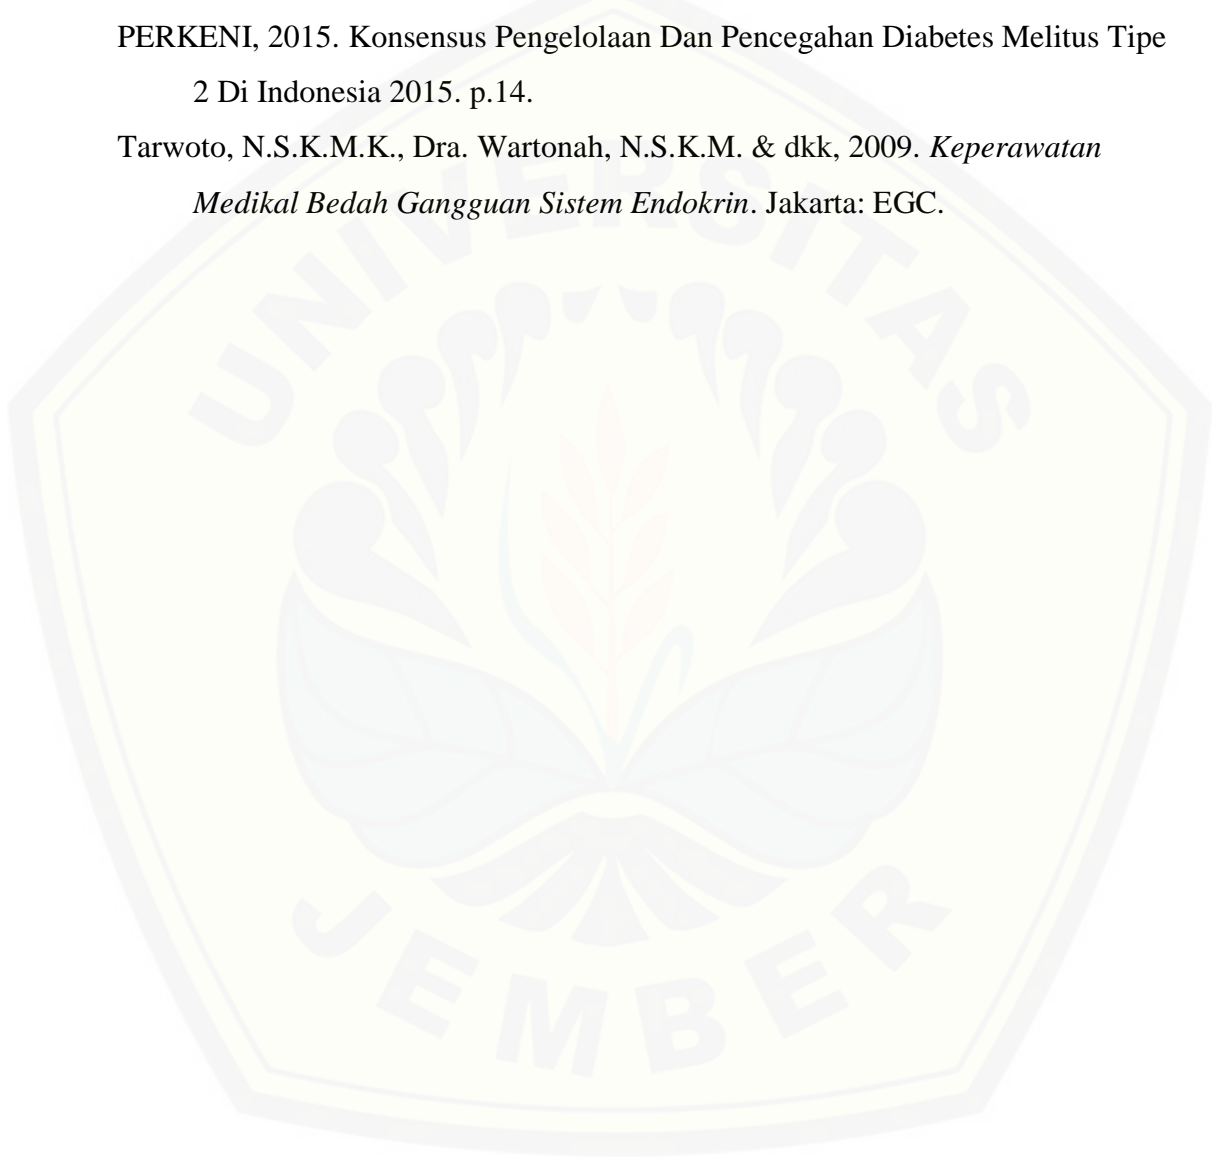 PERKENI, 2015. Konsensus Pengelolaan Dan Pencegahan Diabetes Melitus Tipe
2 Di Indonesia 2015. p.14.
Tarwoto, N.S.K.M.K., Dra. Wartonah, N.S.K.M. & dkk, 2009. Keperawatan
Medikal Bedah Gangguan Sistem Endokrin. Jakarta: EGC.
UNIVERSITAS
JEMBER